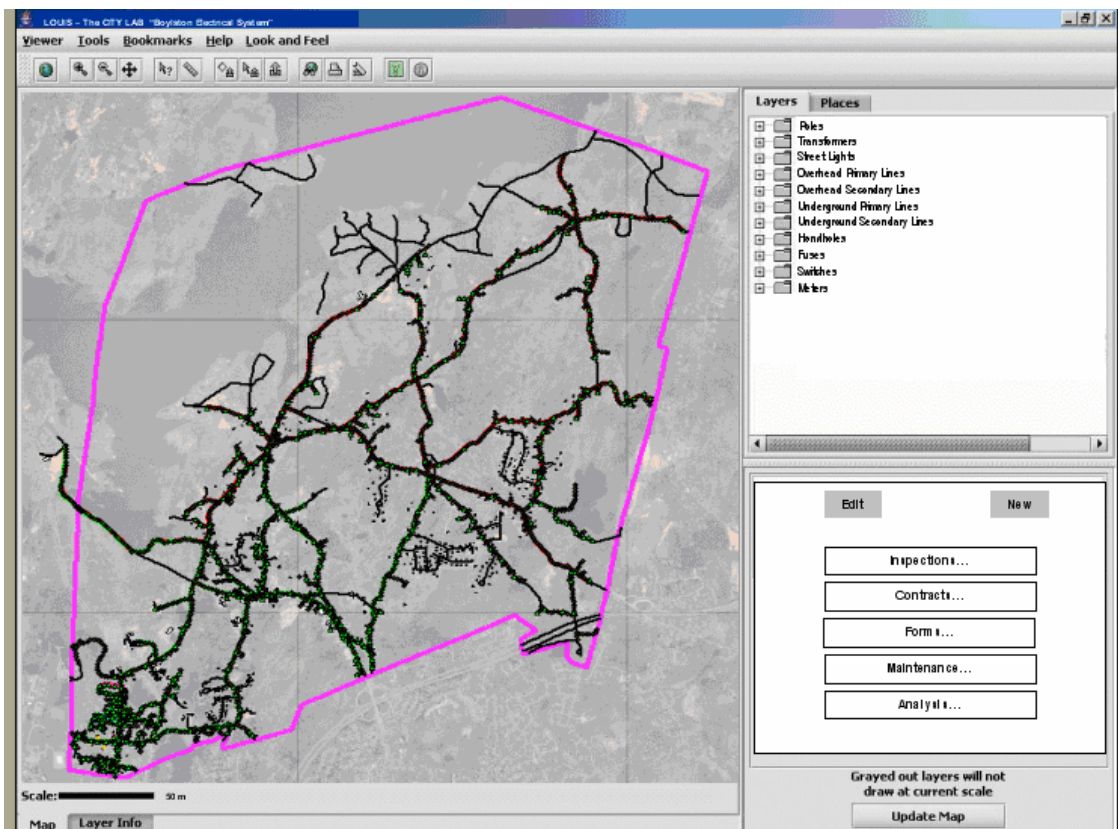 LOUIS - The CITY LAB "Boylston Electrical System"
Viewer Tools Bookmarks Help Look and Feel
Layers Places
Poles
Transformers
Street Lights
Overhead Primary Lines
Overhead Secondary Lines
Underground Primary Lines
Underground Secondary Lines
Handholes
Fuses
Switches
Meters
Edit New
Inspections...
Contracts...
Forms...
Maintenance...
Analysis...
Grayed out layers will not
draw at current scale
Update Map
Scale: 50 m
Map Layer Info